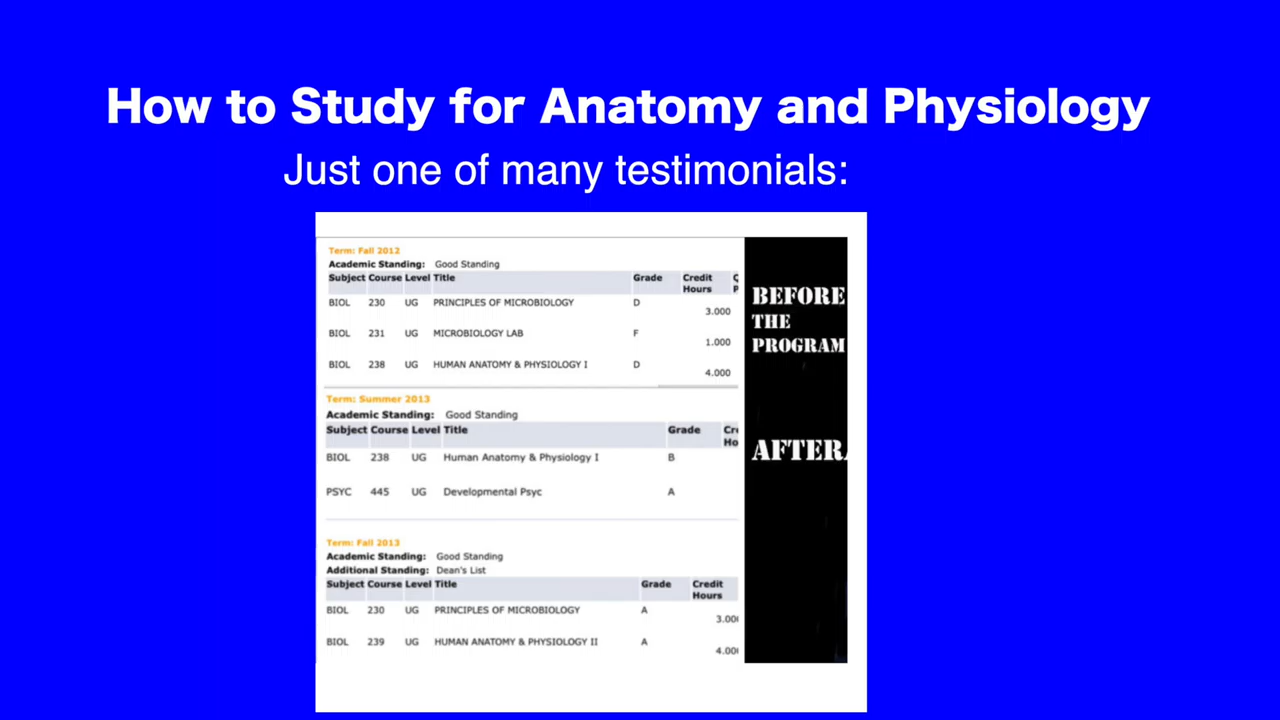 How to Study for Anatomy and Physiology
Just one of many testimonials:
Term: Fall 2012
Academic Standing: Good Standing
Subject Course Level Title Grade Credit Hours
BIOL 230 UG PRINCIPLES OF MICROBIOLOGY D 3.000
BIOL 231 UG MICROBIOLOGY LAB F 1.000
BIOL 238 UG HUMAN ANATOMY & PHYSIOLOGY I D 4.000
BEFORE
THE
PROGRAM
Term: Summer 2013
Academic Standing: Good Standing
Subject Course Level Title Grade
BIOL 238 UG Human Anatomy & Physiology I B
PSYC 445 UG Developmental Psyc A
AFTER
Term: Fall 2013
Academic Standing: Good Standing
Additional Standing: Dean's List
Subject Course Level Title Grade Credit Hours
BIOL 230 UG PRINCIPLES OF MICROBIOLOGY A 3.00
BIOL 239 UG HUMAN ANATOMY & PHYSIOLOGY II A 4.00